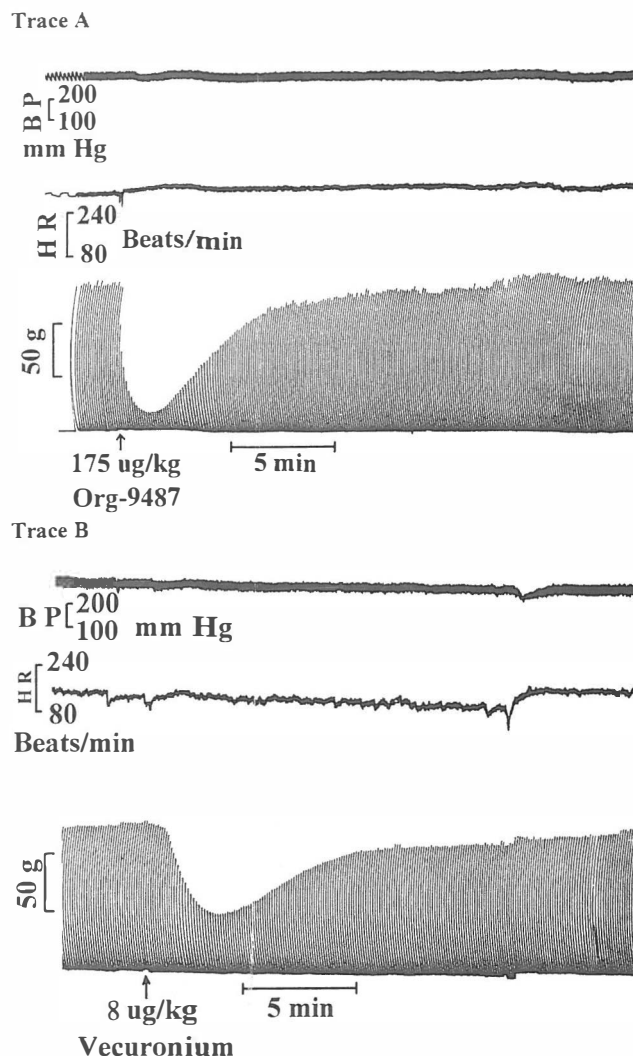 Trace A
B P
200
100
mm Hg
H R
240
80
Beats/min
50 g
175 ug/kg
Org-9487
5 min
Trace B
B P
200
100
mm Hg
H R
240
80
Beats/min
50 g
8 ug/kg
Vecuronium
5 min